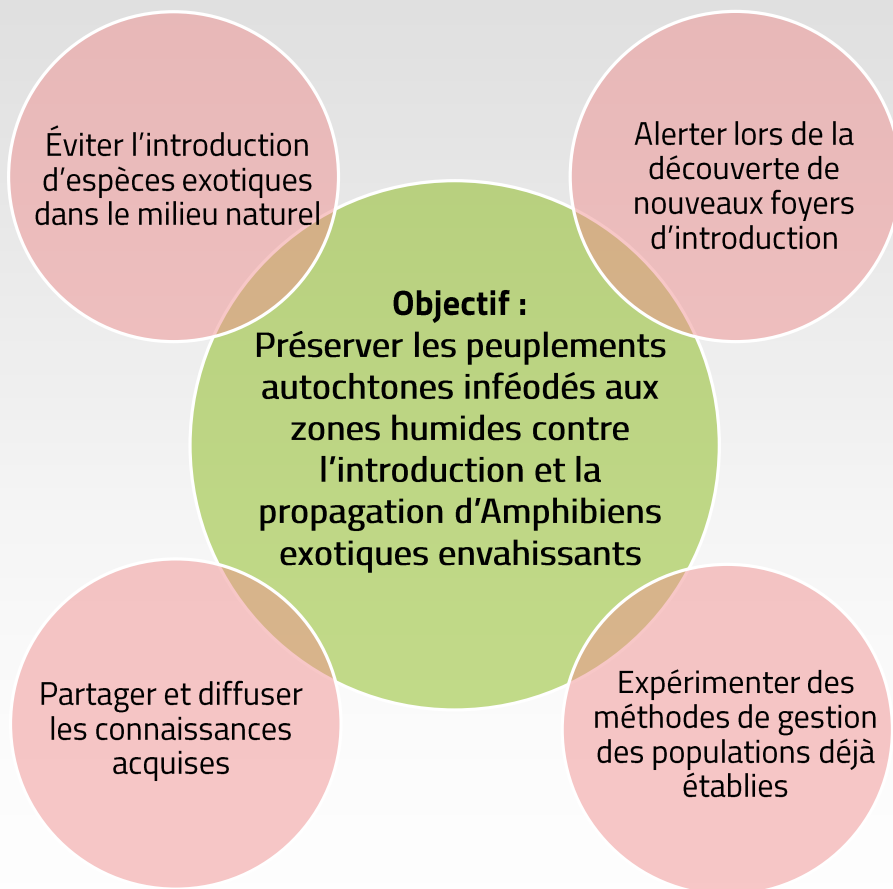 Éviter l'introduction
d'espèces exotiques
dans le milieu naturel
Alerter lors de la
découverte de
nouveaux foyers
d'introduction
Objectif :
Préserver les peuplements
autochtones inféodés aux
zones humides contre
l'introduction et la
propagation d'Amphibiens
exotiques envahissants
Partager et diffuser
les connaissances
acquises
Expérimenter des
méthodes de gestion
des populations déjà
établies